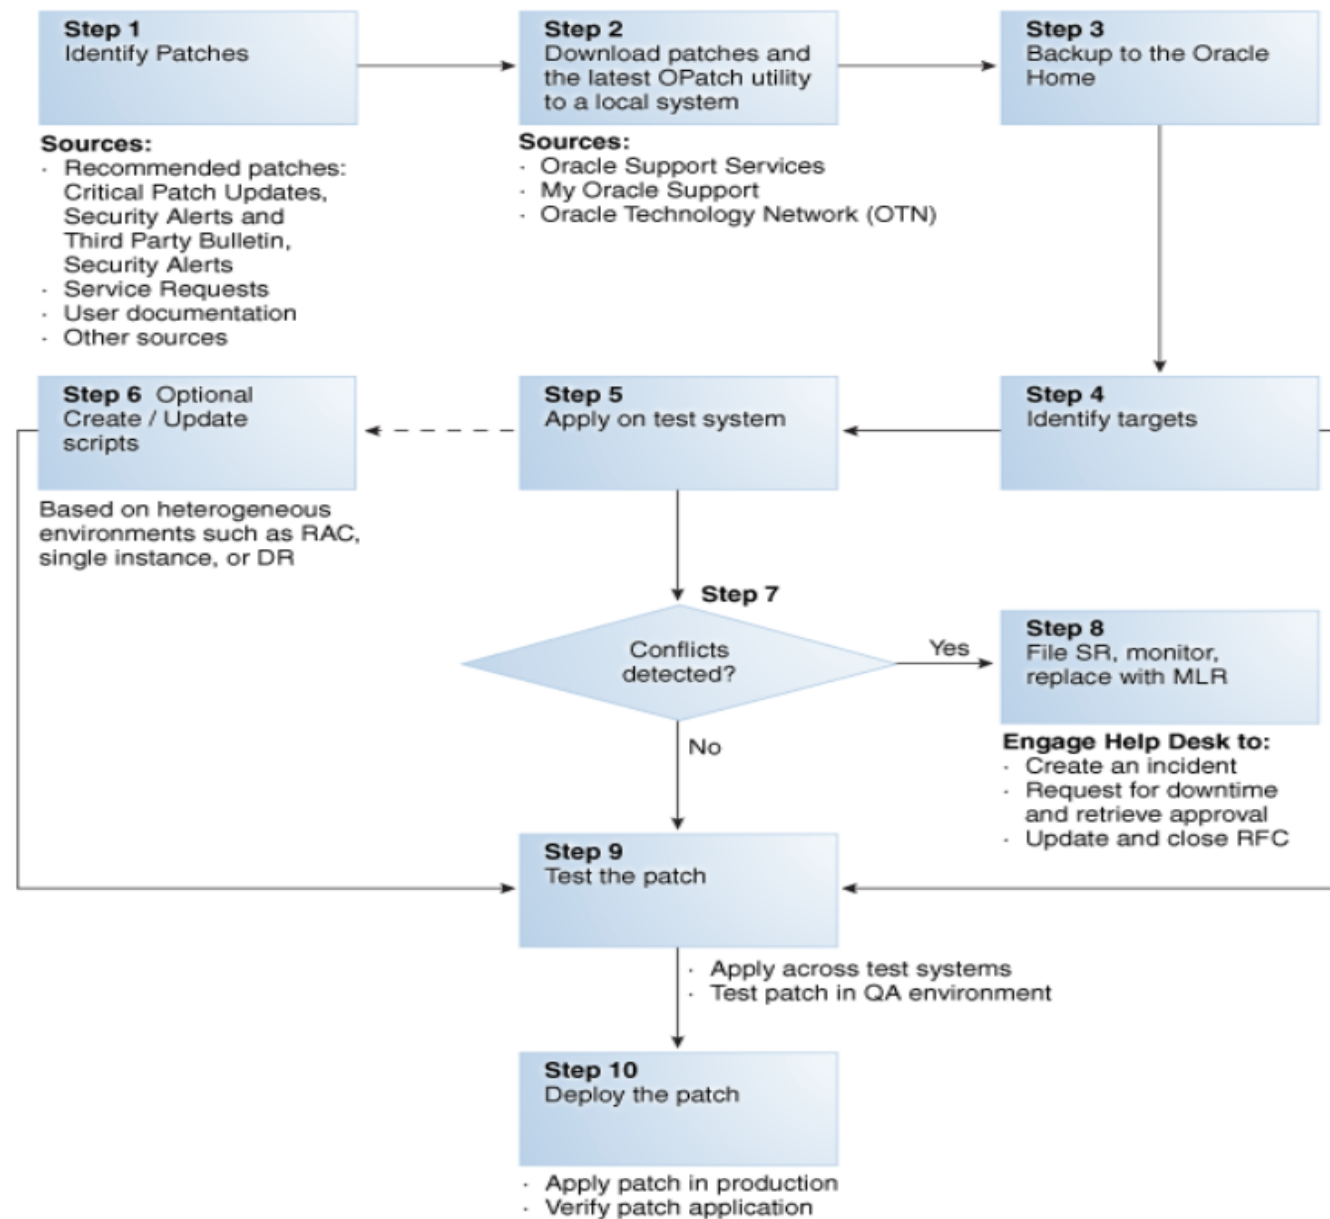 Step 1
Identify Patches
Sources:
· Recommended patches:
Critical Patch Updates,
Security Alerts and
Third Party Bulletin,
Security Alerts
· Service Requests
· User documentation
· Other sources
Step 2
Download patches and
the latest OPatch utility
to a local system
Sources:
· Oracle Support Services
· My Oracle Support
· Oracle Technology Network (OTN)
Step 3
Backup to the Oracle
Home
Step 4
Identify targets
Step 5
Apply on test system
Step 6 Optional
Create / Update
scripts
Based on heterogeneous
environments such as RAC,
single instance, or DR
Step 7
Conflicts
detected?
Yes
No
Step 8
File SR, monitor,
replace with MLR
Engage Help Desk to:
· Create an incident
· Request for downtime
and retrieve approval
· Update and close RFC
Step 9
Test the patch
· Apply across test systems
· Test patch in QA environment
Step 10
Deploy the patch
· Apply patch in production
· Verify patch application